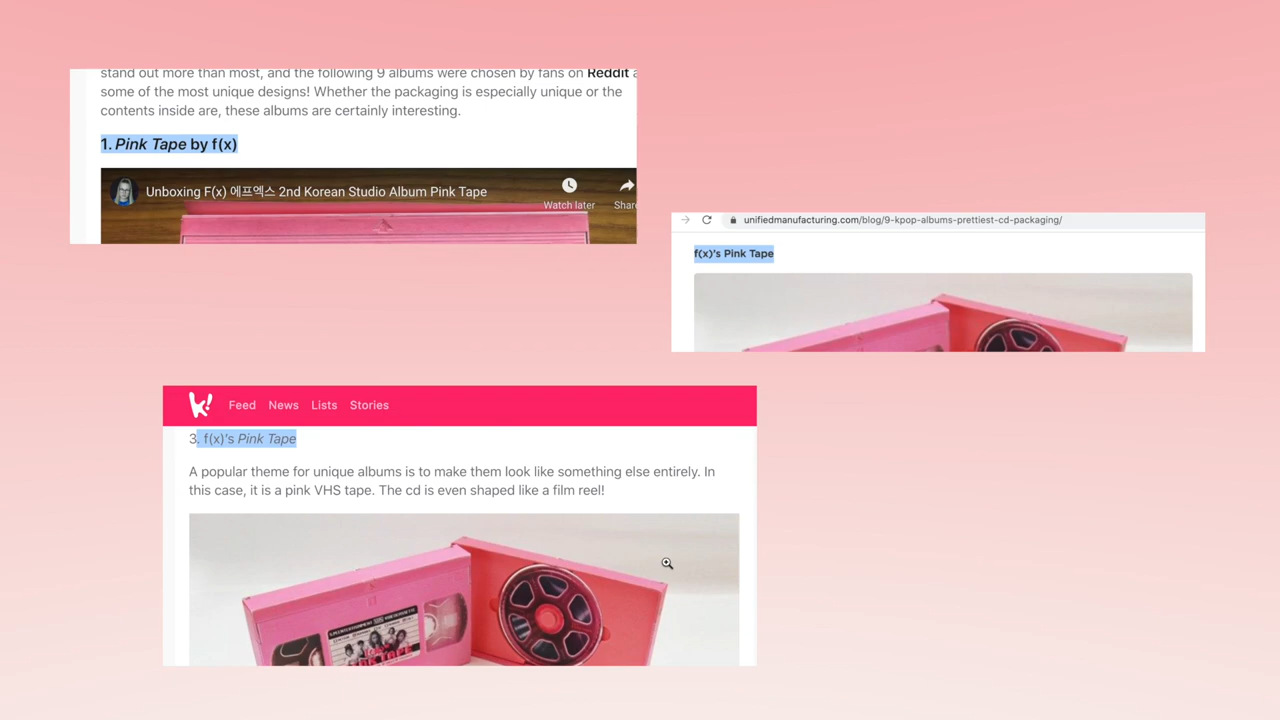 stand out more than most, and the following 9 albums were chosen by fans on Reddit a
some of the most unique designs! Whether the packaging is especially unique or the
contents inside are, these albums are certainly interesting.
1. Pink Tape by f(x)
Unboxing F(x) 에프엑스 2nd Korean Studio Album Pink Tape
Watch later
Share
unifiedmanufacturing.com/blog/9-kpop-albums-prettiest-cd-packaging/
f(x)'s Pink Tape
k!
Feed News Lists Stories
3. f(x)'s Pink Tape
A popular theme for unique albums is to make them look like something else entirely. In
this case, it is a pink VHS tape. The cd is even shaped like a film reel!
PINK TAPE